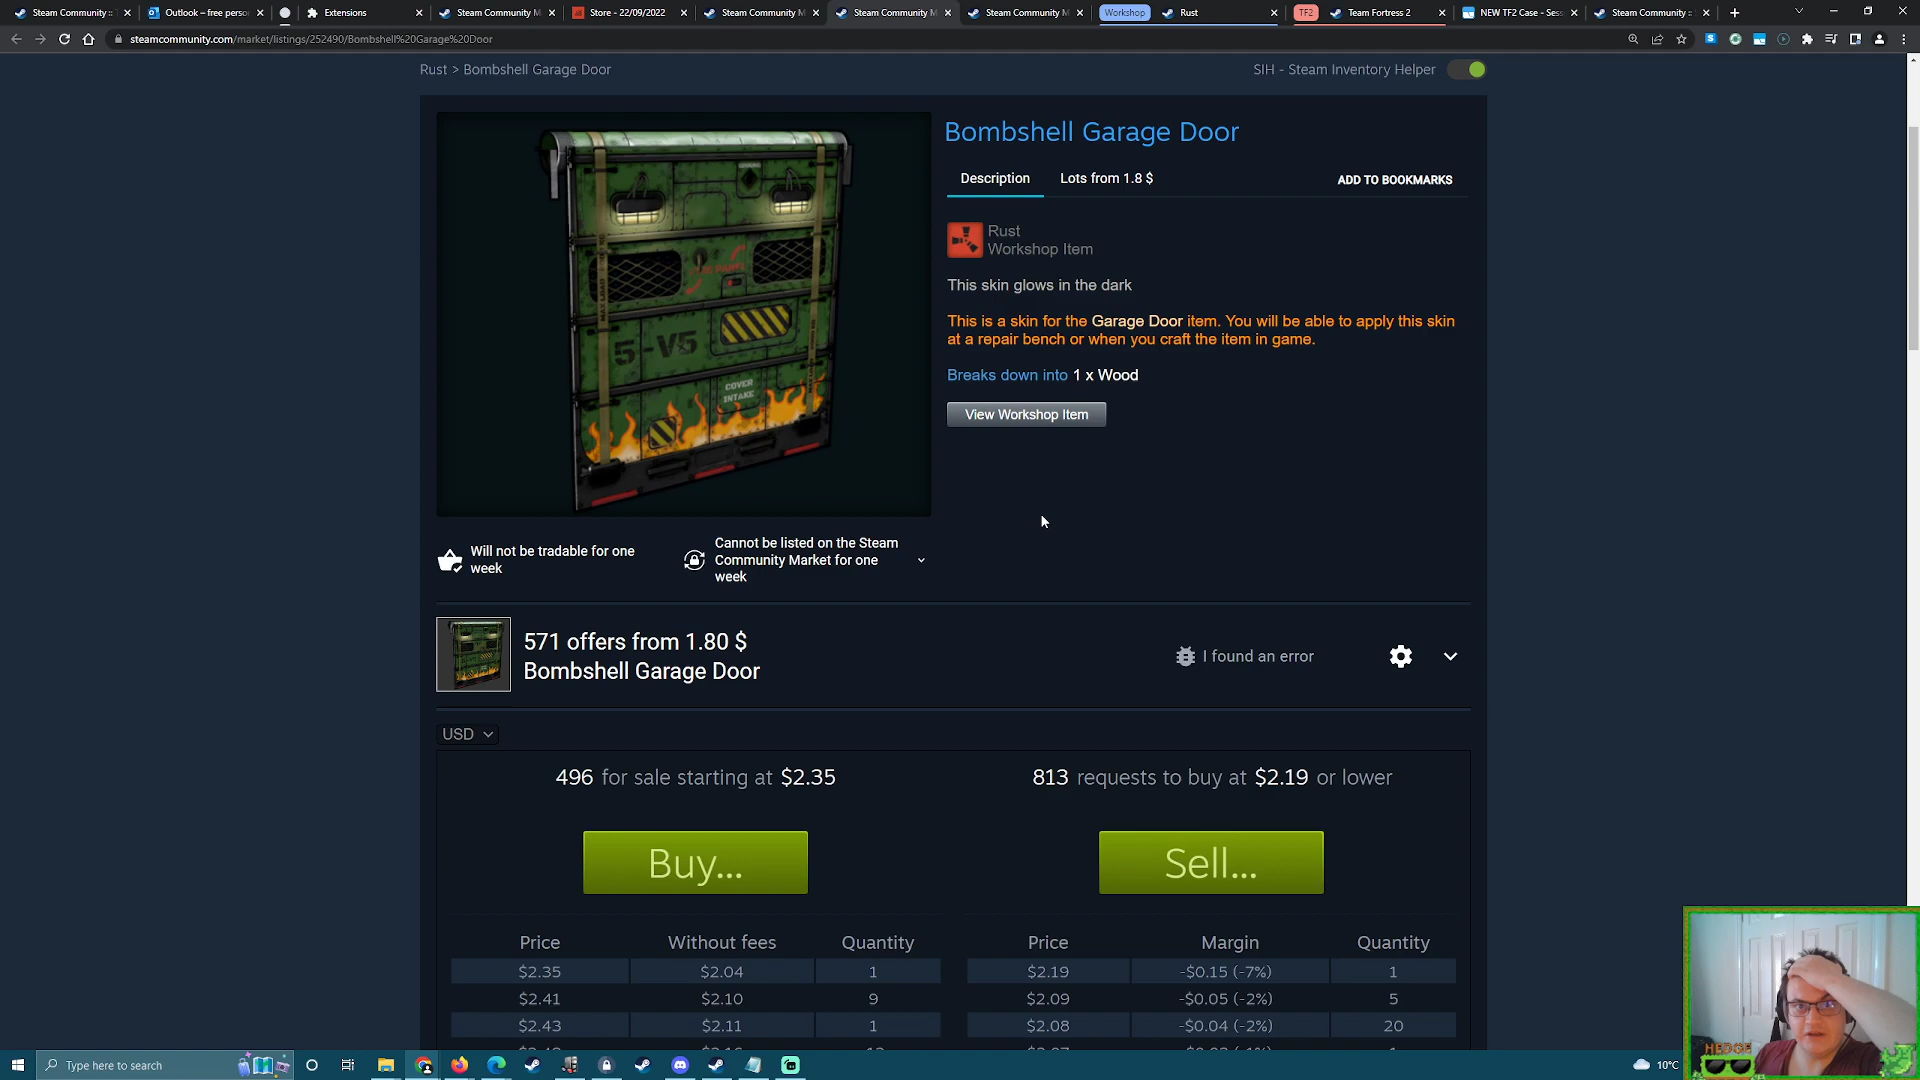 Steam Community :: T
Outlook – free perso
Extensions
Steam Community M
Store - 22/09/2022
Steam Community M
Steam Community M
Steam Community M
Workshop
Rust
TF2
Team Fortress 2
NEW TF2 Case - Sess
Steam Community :: S
steamcommunity.com/market/listings/252490/Bombshell%20Garage%20Door
Rust > Bombshell Garage Door
SIH - Steam Inventory Helper
Bombshell Garage Door
Description
Lots from 1.8 $
ADD TO BOOKMARKS
Rust
Workshop Item
This skin glows in the dark
This is a skin for the Garage Door item. You will be able to apply this skin
at a repair bench or when you craft the item in game.
Breaks down into 1 x Wood
View Workshop Item
MAX LOAD
5-V5
COVER
INTAKE
Will not be tradable for one
week
Cannot be listed on the Steam
Community Market for one
week
571 offers from 1.80 $
Bombshell Garage Door
I found an error
USD
496 for sale starting at $2.35
813 requests to buy at $2.19 or lower
Buy...
Sell...
Price Without fees Quantity
$2.35 $2.04 1
$2.41 $2.10 9
$2.43 $2.11 1
Price Margin Quantity
$2.19 -$0.15 (-7%) 1
$2.09 -$0.05 (-2%) 5
$2.08 -$0.04 (-2%) 20
Type here to search
10°C
HEDGE